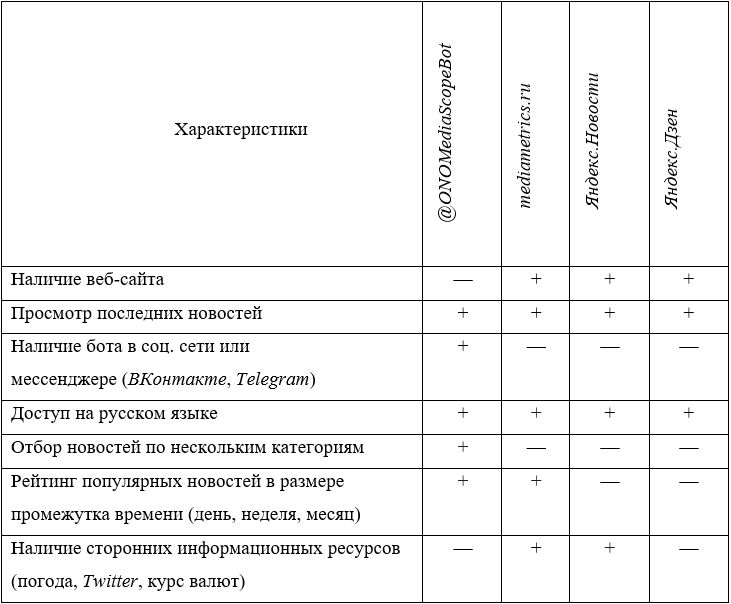 Характеристики
@ONOMediaScopeBot
mediametrics.ru
Яндекс.Новости
Яндекс.Дзен
Наличие веб-сайта — + + +
Просмотр последних новостей + + + +
Наличие бота в соц. сети или + — — —
мессенджере (ВКонтакте, Telegram)
Доступ на русском языке + + + +
Отбор новостей по нескольким категориям + — — —
Рейтинг популярных новостей в размере + + — —
промежутка времени (день, неделя, месяц)
Наличие сторонних информационных ресурсов — + + —
(погода, Twitter, курс валют)